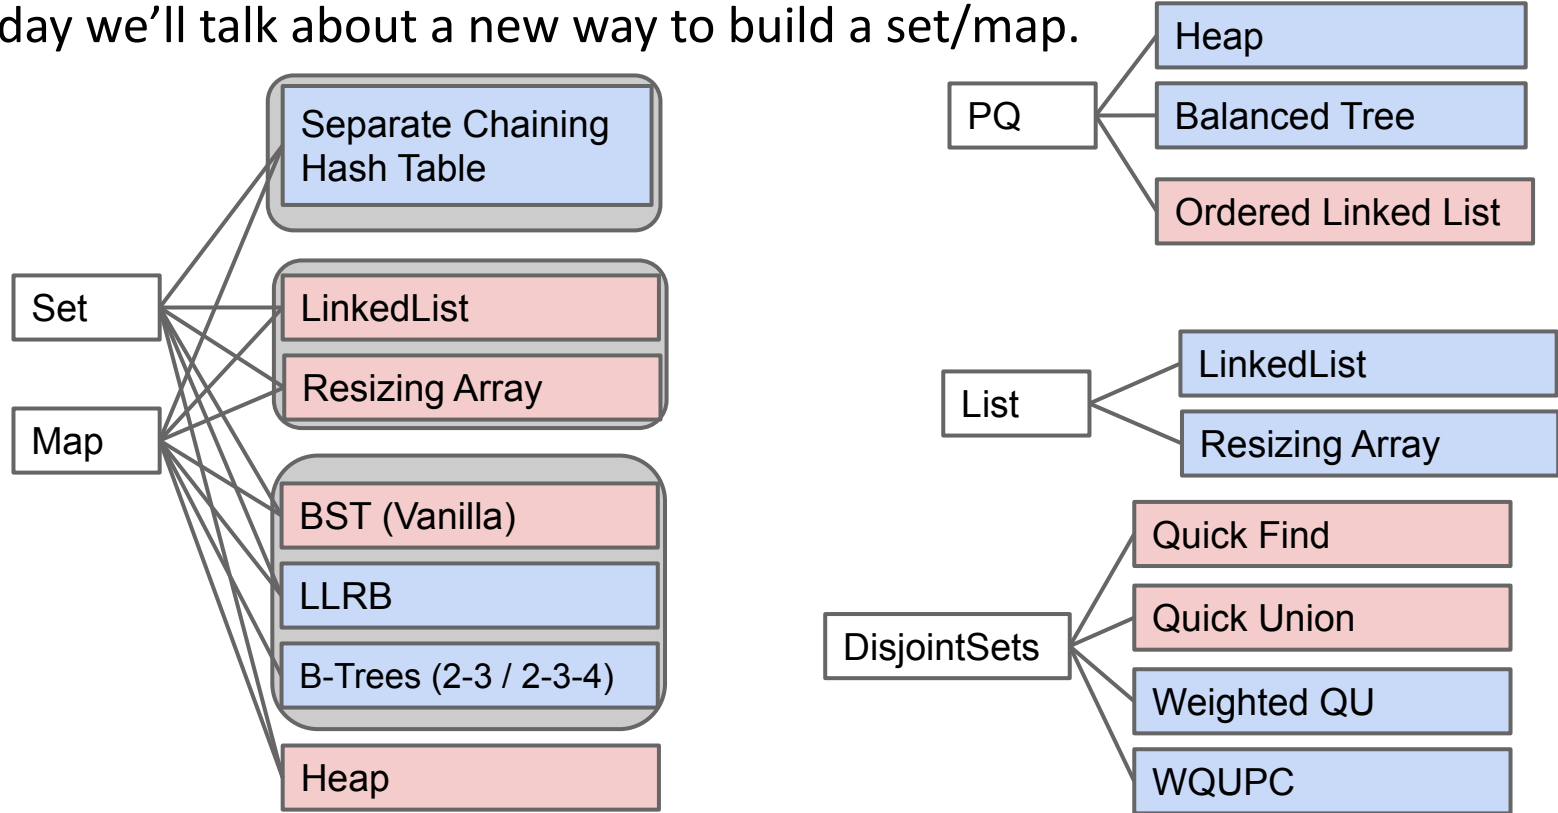 day we’ll talk about a new way to build a set/map.
Separate Chaining
Hash Table
Set
LinkedList
Resizing Array
Map
BST (Vanilla)
LLRB
B-Trees (2-3 / 2-3-4)
Heap
PQ
Heap
Balanced Tree
Ordered Linked List
List
LinkedList
Resizing Array
DisjointSets
Quick Find
Quick Union
Weighted QU
WQUPC